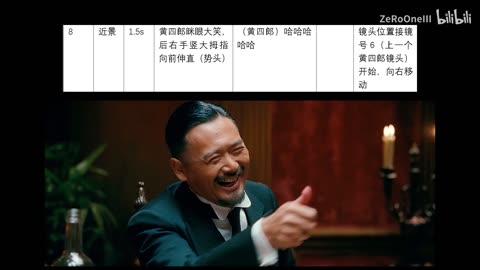 ZeRoOneIII bilibili
8 近景 1.5s 黄四郎眯眼大笑， （黄四郎）哈哈哈 镜头位置接镜
后右手竖大拇指 哈哈 号 6（上一个
向前伸直（势头） 黄四郎镜头）
开始，向右移
动